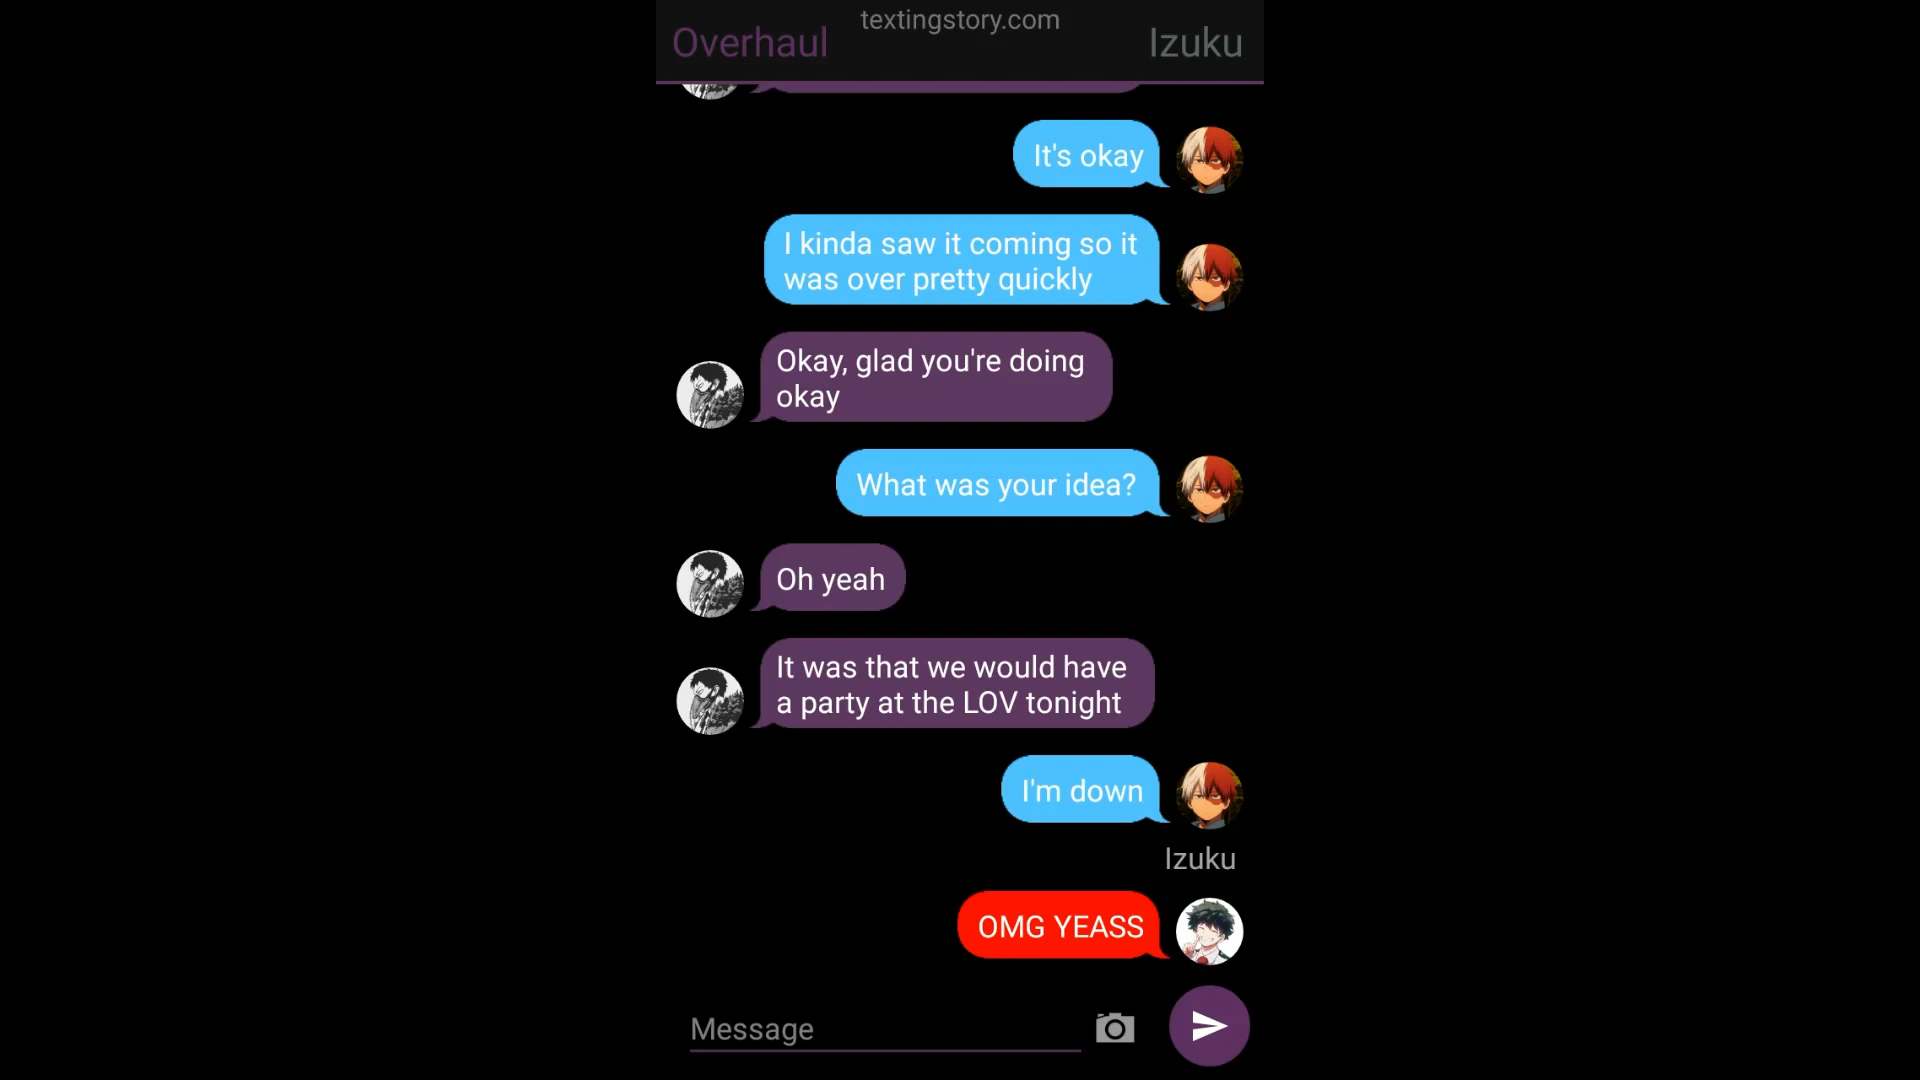 textingstory.com
Overhaul
Izuku
It's okay
I kinda saw it coming so it
was over pretty quickly
Okay, glad you're doing
okay
What was your idea?
Oh yeah
It was that we would have
a party at the LOV tonight
I'm down
Izuku
OMG YEASS
Message